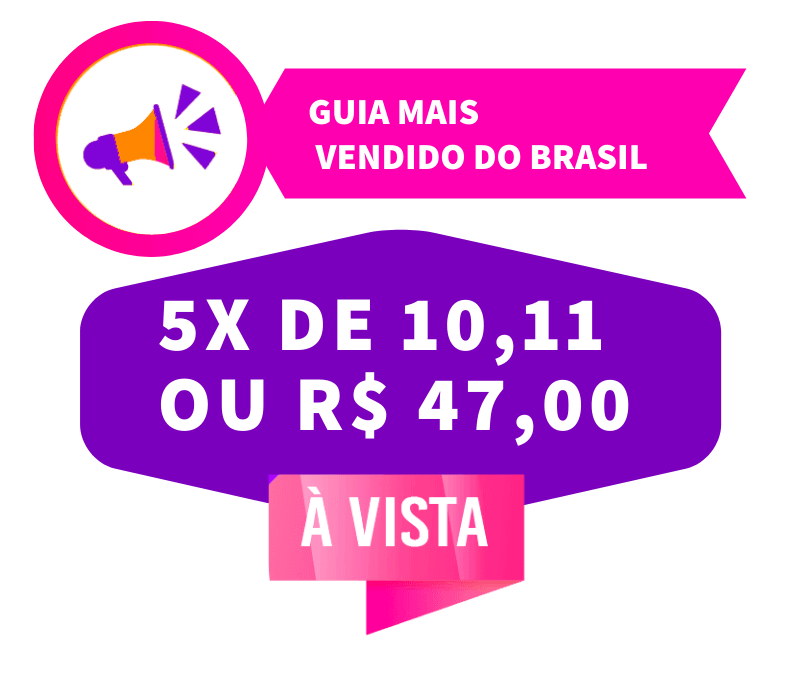 GUIA MAIS
VENDIDO DO BRASIL
5X DE 10,11
OU R$ 47,00
À VISTA